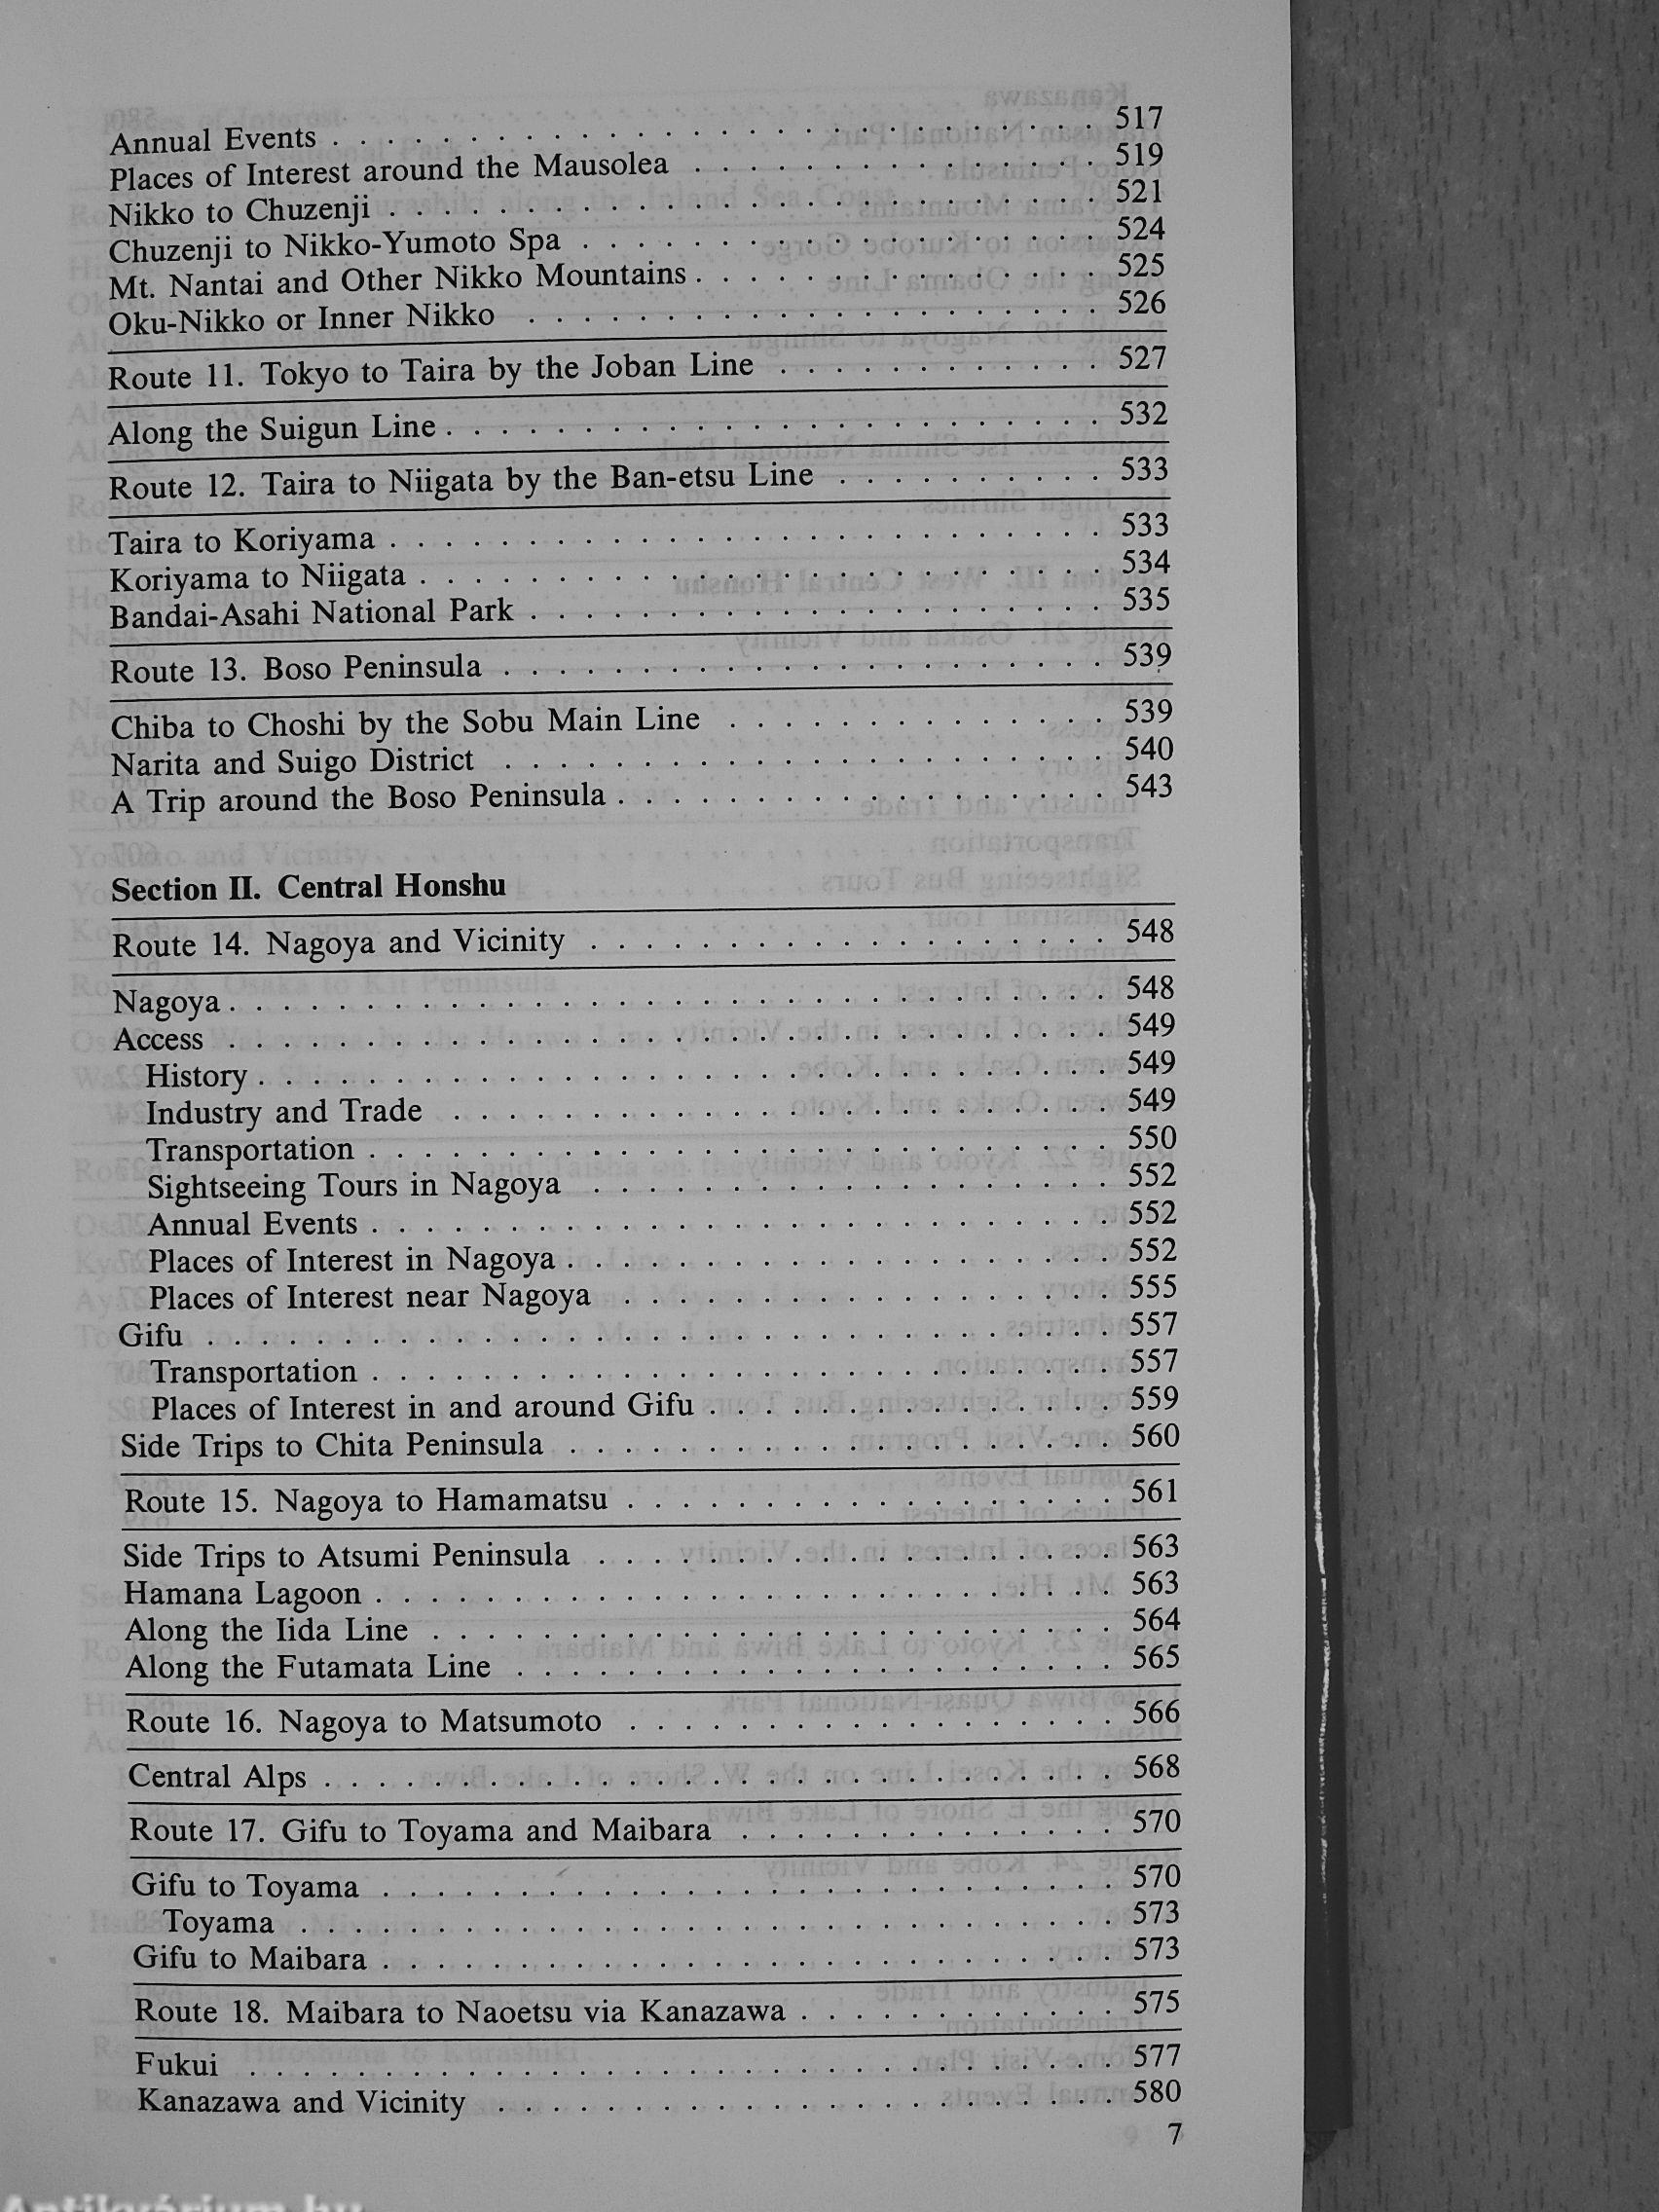 Annual Events . . . . . . . . . . . . . . . . . . . . . . . . . . . . 517
Places of Interest around the Mausolea . . . . . . . . . . . . . . . 519
Nikko to Chuzenji . . . . . . . . . . . . . . . . . . . . . . . . . . 521
Chuzenji to Nikko-Yumoto Spa . . . . . . . . . . . . . . . . . . . 524
Mt. Nantai and Other Nikko Mountains . . . . . . . . . . . . . . . 525
Oku-Nikko or Inner Nikko . . . . . . . . . . . . . . . . . . . . . 526
Route 11. Tokyo to Taira by the Joban Line . . . . . . . . . . . . 527
Along the Suigun Line . . . . . . . . . . . . . . . . . . . . . . . . 532
Route 12. Taira to Niigata by the Ban-etsu Line . . . . . . . . . . 533
Taira to Koriyama . . . . . . . . . . . . . . . . . . . . . . . . . . 533
Koriyama to Niigata . . . . . . . . . . . . . . . . . . . . . . . . . 534
Bandai-Asahi National Park . . . . . . . . . . . . . . . . . . . . . 535
Route 13. Boso Peninsula . . . . . . . . . . . . . . . . . . . . . . 539
Chiba to Choshi by the Sobu Main Line . . . . . . . . . . . . . . 539
Narita and Suigo District . . . . . . . . . . . . . . . . . . . . . . 540
A Trip around the Boso Peninsula . . . . . . . . . . . . . . . . . . 543
Section II. Central Honshu
Route 14. Nagoya and Vicinity . . . . . . . . . . . . . . . . . . . 548
Nagoya . . . . . . . . . . . . . . . . . . . . . . . . . . . . . . . . 548
Access . . . . . . . . . . . . . . . . . . . . . . . . . . . . . . . . 549
History . . . . . . . . . . . . . . . . . . . . . . . . . . . . . . . 549
Industry and Trade . . . . . . . . . . . . . . . . . . . . . . . . 549
Transportation . . . . . . . . . . . . . . . . . . . . . . . . . . . 550
Sightseeing Tours in Nagoya . . . . . . . . . . . . . . . . . . . 552
Annual Events . . . . . . . . . . . . . . . . . . . . . . . . . . . 552
Places of Interest in Nagoya . . . . . . . . . . . . . . . . . . . . 552
Places of Interest near Nagoya . . . . . . . . . . . . . . . . . . 555
Gifu . . . . . . . . . . . . . . . . . . . . . . . . . . . . . . . . . 557
Transportation . . . . . . . . . . . . . . . . . . . . . . . . . . . 557
Places of Interest in and around Gifu . . . . . . . . . . . . . . . 559
Side Trips to Chita Peninsula . . . . . . . . . . . . . . . . . . . . 560
Route 15. Nagoya to Hamamatsu . . . . . . . . . . . . . . . . . . 561
Side Trips to Atsumi Peninsula . . . . . . . . . . . . . . . . . . . 563
Hamana Lagoon . . . . . . . . . . . . . . . . . . . . . . . . . . . 563
Along the Iida Line . . . . . . . . . . . . . . . . . . . . . . . . . 564
Along the Futamata Line . . . . . . . . . . . . . . . . . . . . . . 565
Route 16. Nagoya to Matsumoto . . . . . . . . . . . . . . . . . . 566
Central Alps . . . . . . . . . . . . . . . . . . . . . . . . . . . . . 568
Route 17. Gifu to Toyama and Maibara . . . . . . . . . . . . . . 570
Gifu to Toyama . . . . . . . . . . . . . . . . . . . . . . . . . . . 570
Toyama . . . . . . . . . . . . . . . . . . . . . . . . . . . . . . 573
Gifu to Maibara . . . . . . . . . . . . . . . . . . . . . . . . . . . 573
Route 18. Maibara to Naoetsu via Kanazawa . . . . . . . . . . . . 575
Fukui . . . . . . . . . . . . . . . . . . . . . . . . . . . . . . . . 577
Kanazawa and Vicinity . . . . . . . . . . . . . . . . . . . . . . . 580
7
Antikvárium.hu